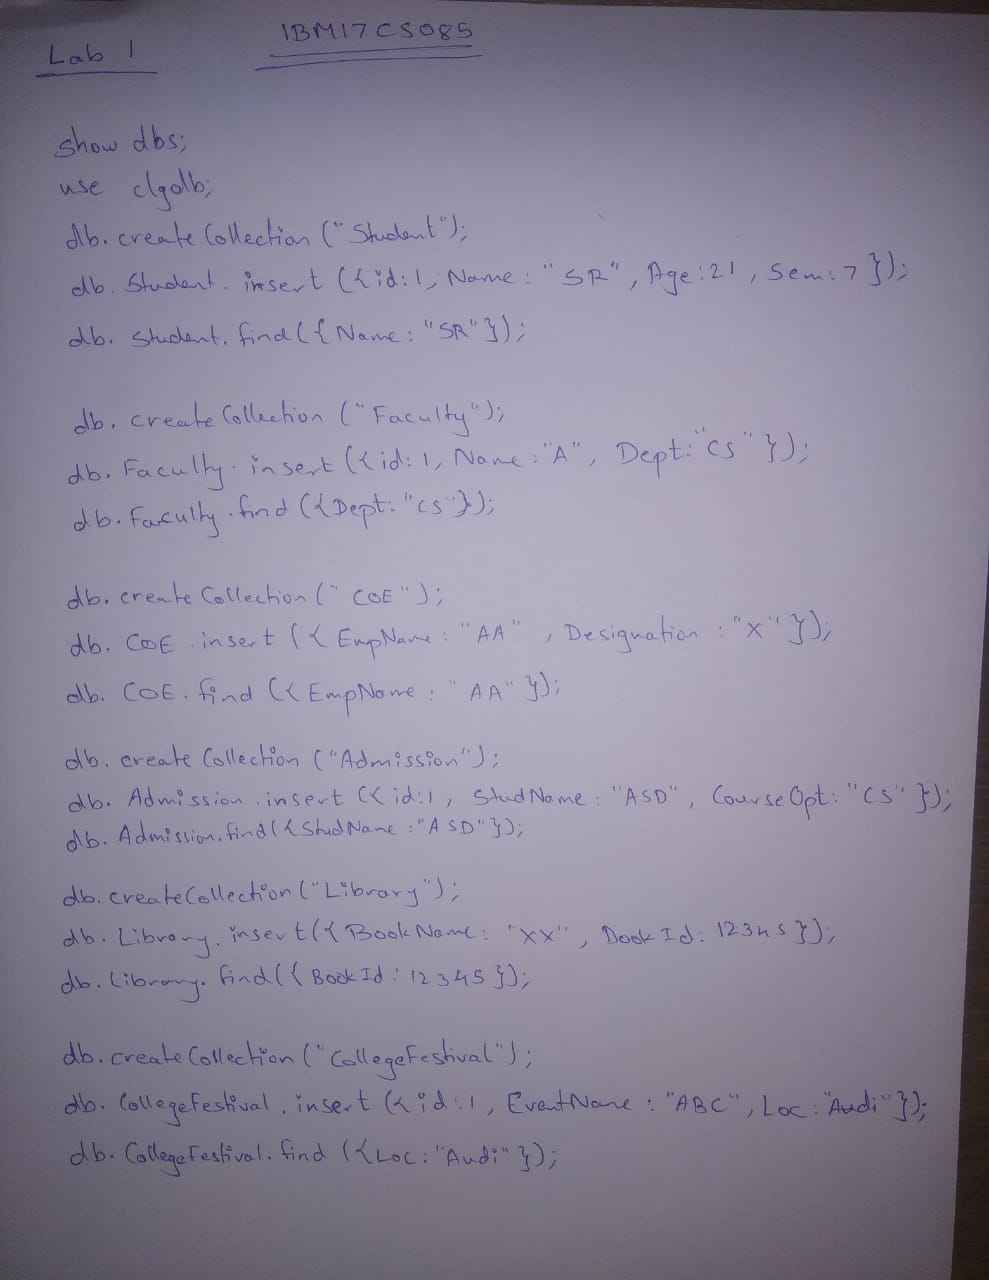 Lab 1
1BM17CS085
show dbs;
use clgdb;
db.createCollection("Student");
db.Student.insert({id:1, Name: "SR", Age:21, Sem:7});
db.Student.find({Name: "SR"});
db.createCollection("Faculty");
db.Faculty.insert({id:1, Name: "A", Dept: "CS"});
db.Faculty.find({Dept: "CS"});
db.createCollection("COE");
db.COE.insert({EmpName: "AA", Designation: "X"});
db.COE.find({EmpName: "AA"});
db.createCollection("Admission");
db.Admission.insert({id:1, StudName: "ASD", CourseOpt: "CS"});
db.Admission.find({StudName: "ASD"});
db.createCollection("Library");
db.Library.insert({BookName: "XX", BookId: 12345});
db.Library.find({BookId: 12345});
db.createCollection("CollegeFestival");
db.CollegeFestival.insert({id:1, EventName: "ABC", Loc: "Audi"});
db.CollegeFestival.find({Loc: "Audi"});